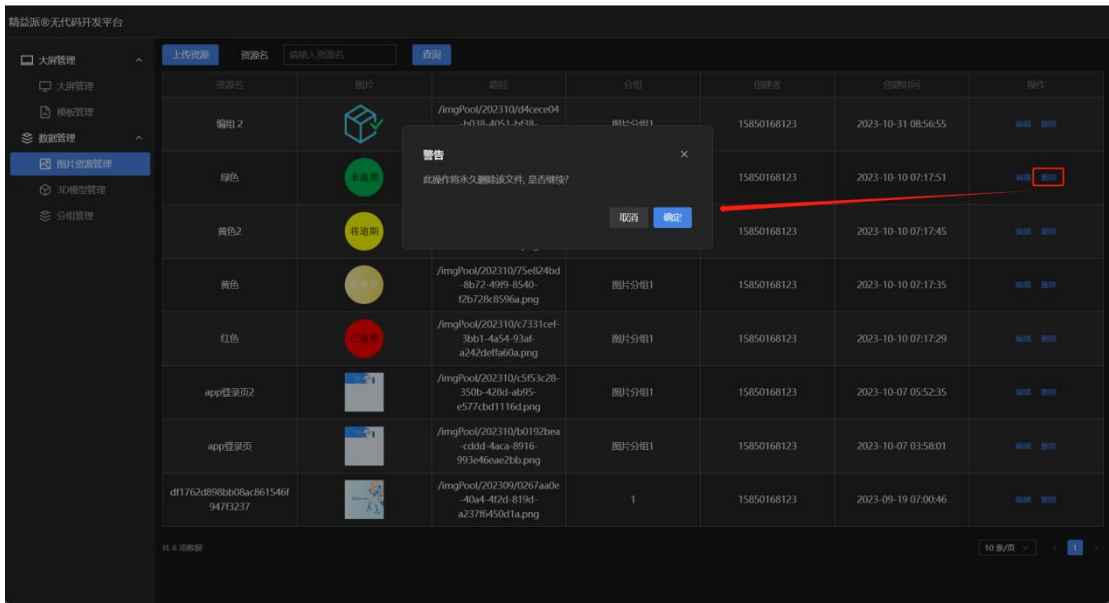 精益派®无代码开发平台
大屏管理
大屏管理
模板管理
数据管理
图片资源管理
3D模型管理
分组管理
上传资源 资源名 请输入资源名 查询
资源名 图片 路径 分组 创建者 创建时间 操作
编组 2 /imgPool/202310/d4cece04 图片分组1 15850168123 2023-10-31 08:56:55 编辑 删除
-b038-4051-bf38-
警告
此操作将永久删除该文件, 是否继续?
取消 确定
绿色 未逾期 15850168123 2023-10-10 07:17:51 编辑 删除
黄色2 将逾期 15850168123 2023-10-10 07:17:45 编辑 删除
黄色 /imgPool/202310/75e824bd 图片分组1 15850168123 2023-10-10 07:17:35 编辑 删除
-8b72-49f9-8540-
f2b728c8596a.png
红色 已逾期 /imgPool/202310/c7331cef- 图片分组1 15850168123 2023-10-10 07:17:29 编辑 删除
3bb1-4a54-93af-
a242deffa60a.png
app登录页2 /imgPool/202310/c5f53c28- 图片分组1 15850168123 2023-10-07 05:52:35 编辑 删除
350b-428d-ab95-
e577cbd1116d.png
app登录页 /imgPool/202310/b0192bea 图片分组1 15850168123 2023-10-07 03:58:01 编辑 删除
-cddd-4aca-8916-
993e46eae2bb.png
df1762d898bb08ac861546f /imgPool/202309/0267aa0e 1 15850168123 2023-09-19 07:00:46 编辑 删除
947f3237 -40a4-4f2d-819d-
a237f6450d1a.png
共 8 项数据 10 条/页 1